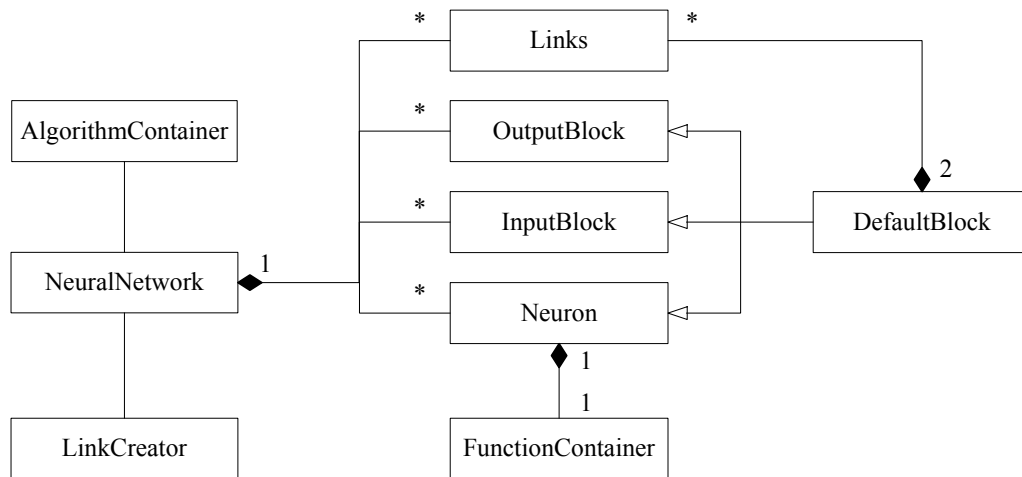 * Links *
AlgorithmContainer
* OutputBlock
* InputBlock
2
DefaultBlock
NeuralNetwork
1
* Neuron
1
1
LinkCreator
FunctionContainer